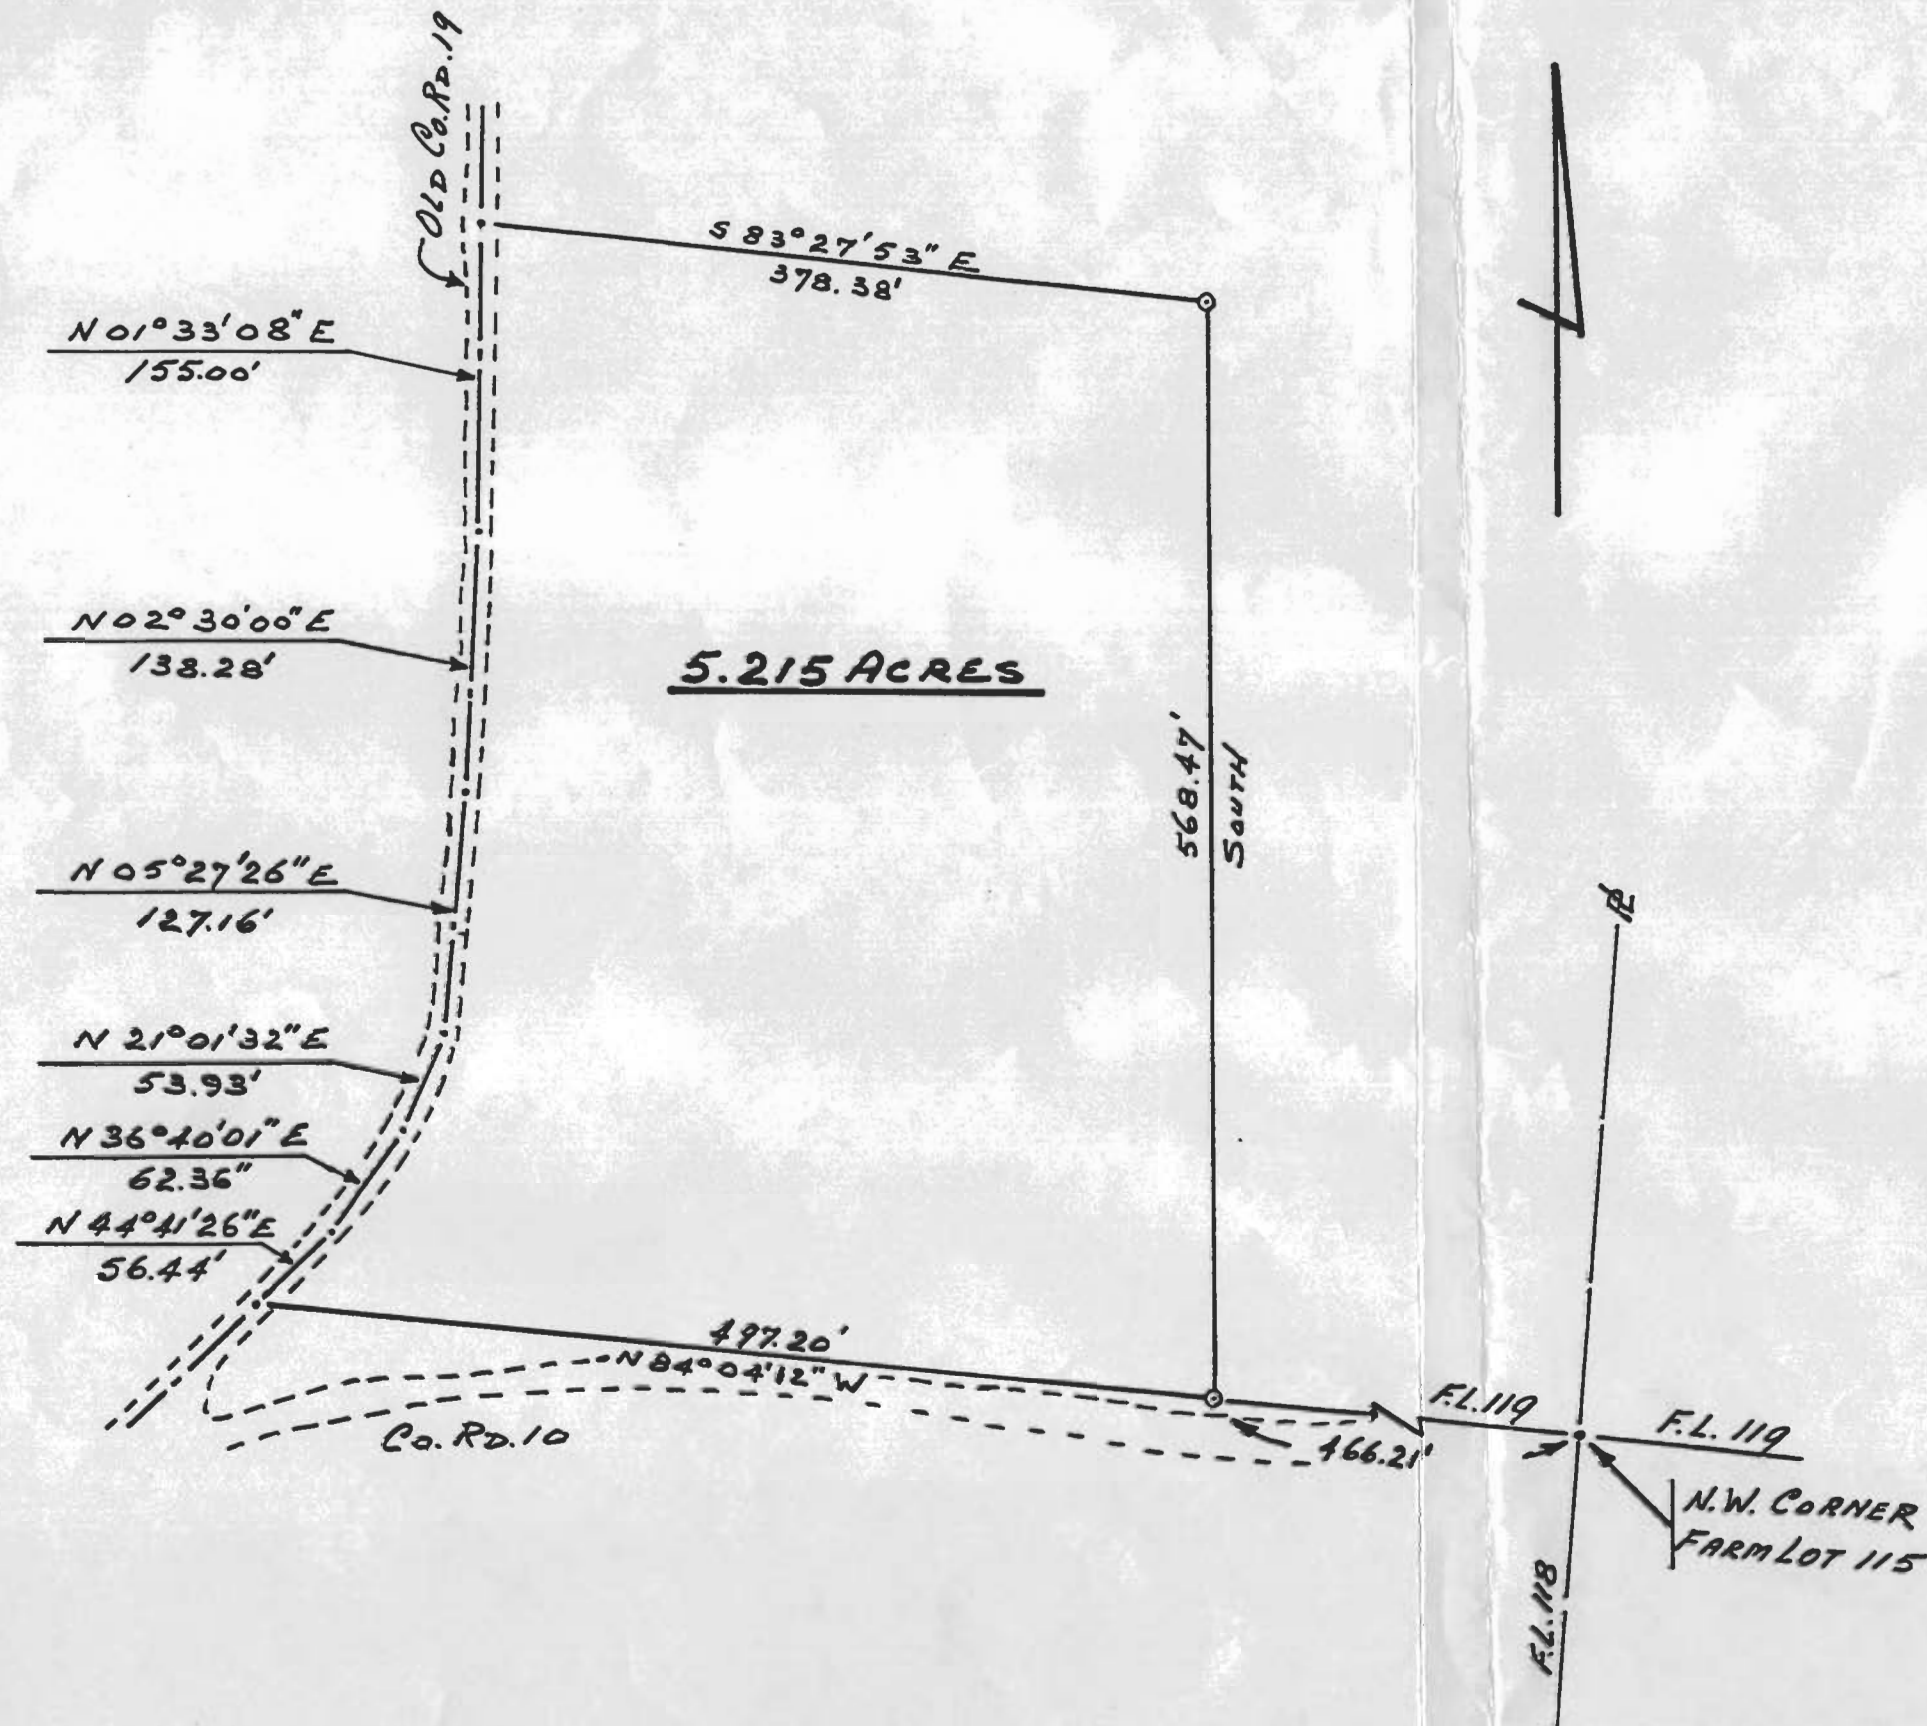 OLD CO. RD. 19
S 83° 27' 53" E
378.38'
N 01° 33' 08" E
155.00'
N 02° 30' 00" E
138.28'
5.215 ACRES
568.47'
SOUTH
N 05° 27' 26" E
127.16'
N 21° 01' 32" E
53.93'
N 36° 40' 01" E
62.36"
N 44° 41' 26" E
56.44'
497.20'
N 84° 04' 12" W
CO. RD. 10
466.21'
F.L. 119
F.L. 119
N.W. CORNER
FARM LOT 115
F.L. 118